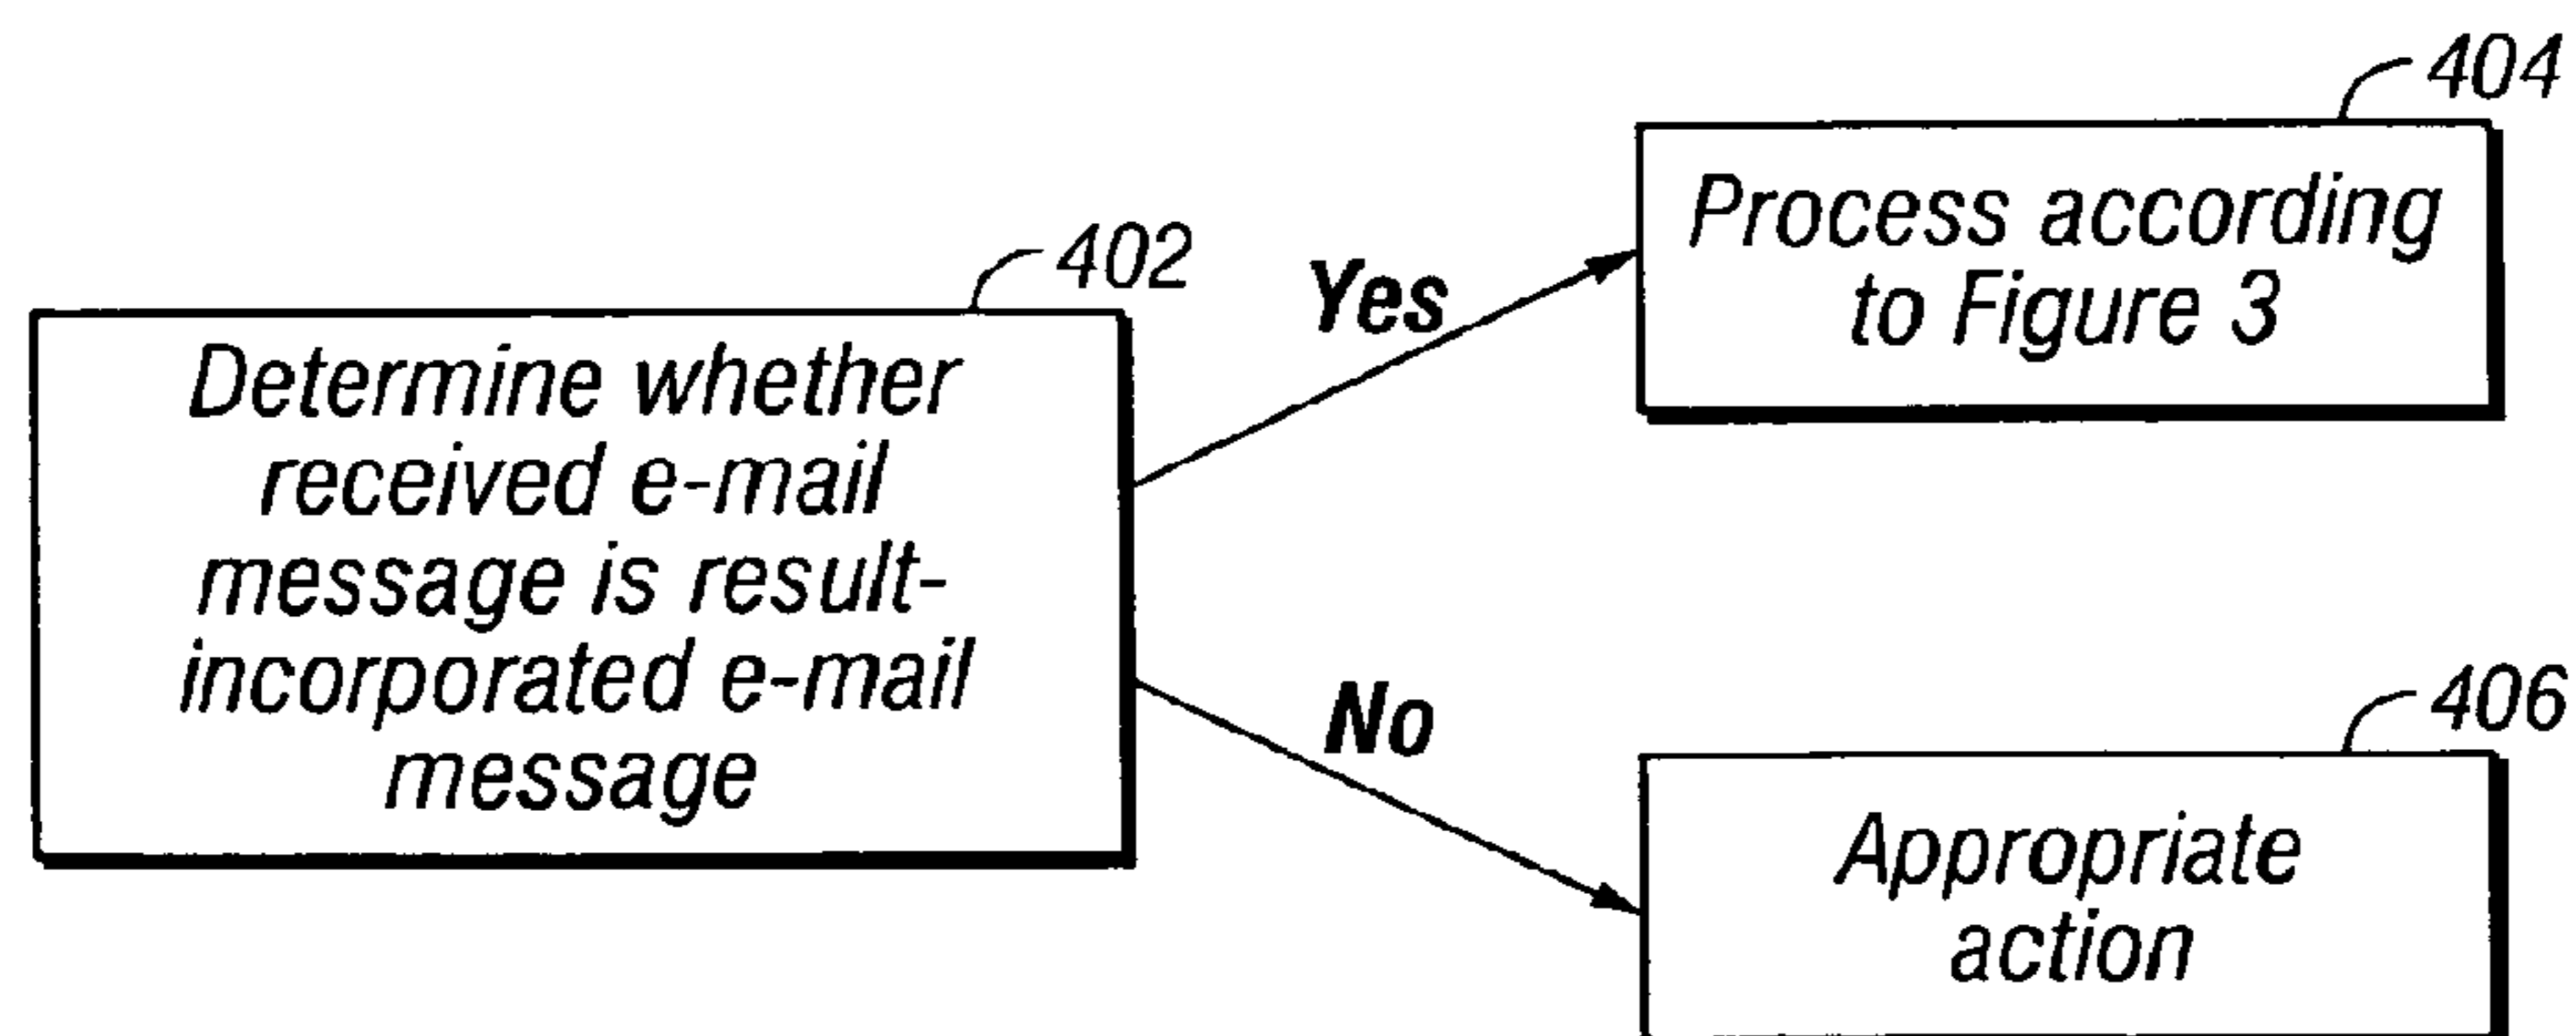 404
Process according
to Figure 3
402
Yes
Determine whether
received e-mail
message is result-
incorporated e-mail
message
No
406
Appropriate
action